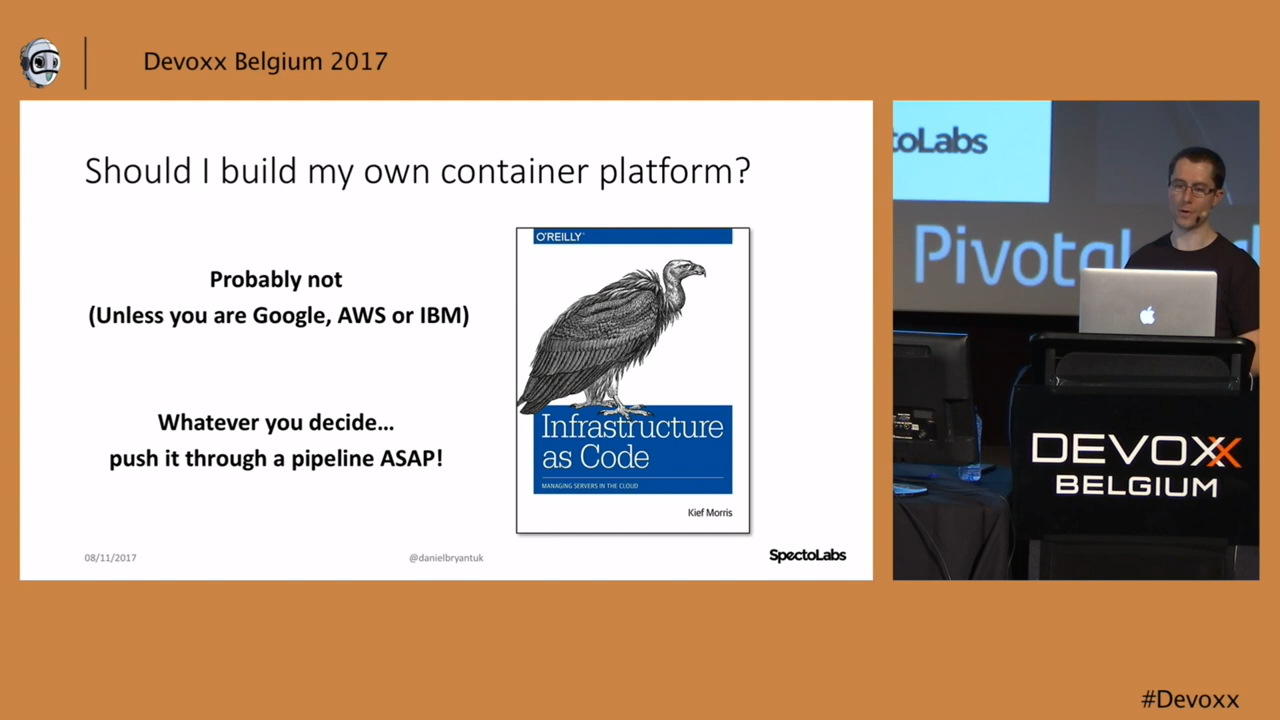 Devoxx Belgium 2017
Should I build my own container platform?
Probably not
(Unless you are Google, AWS or IBM)
Whatever you decide…
push it through a pipeline ASAP!
O'REILLY
Infrastructure
as Code
MANAGING SERVERS IN THE CLOUD
Kief Morris
08/11/2017
@danielbryantuk
SpectoLabs
ctoLabs
Pivotal
DEVOXX
BELGIUM
#Devoxx